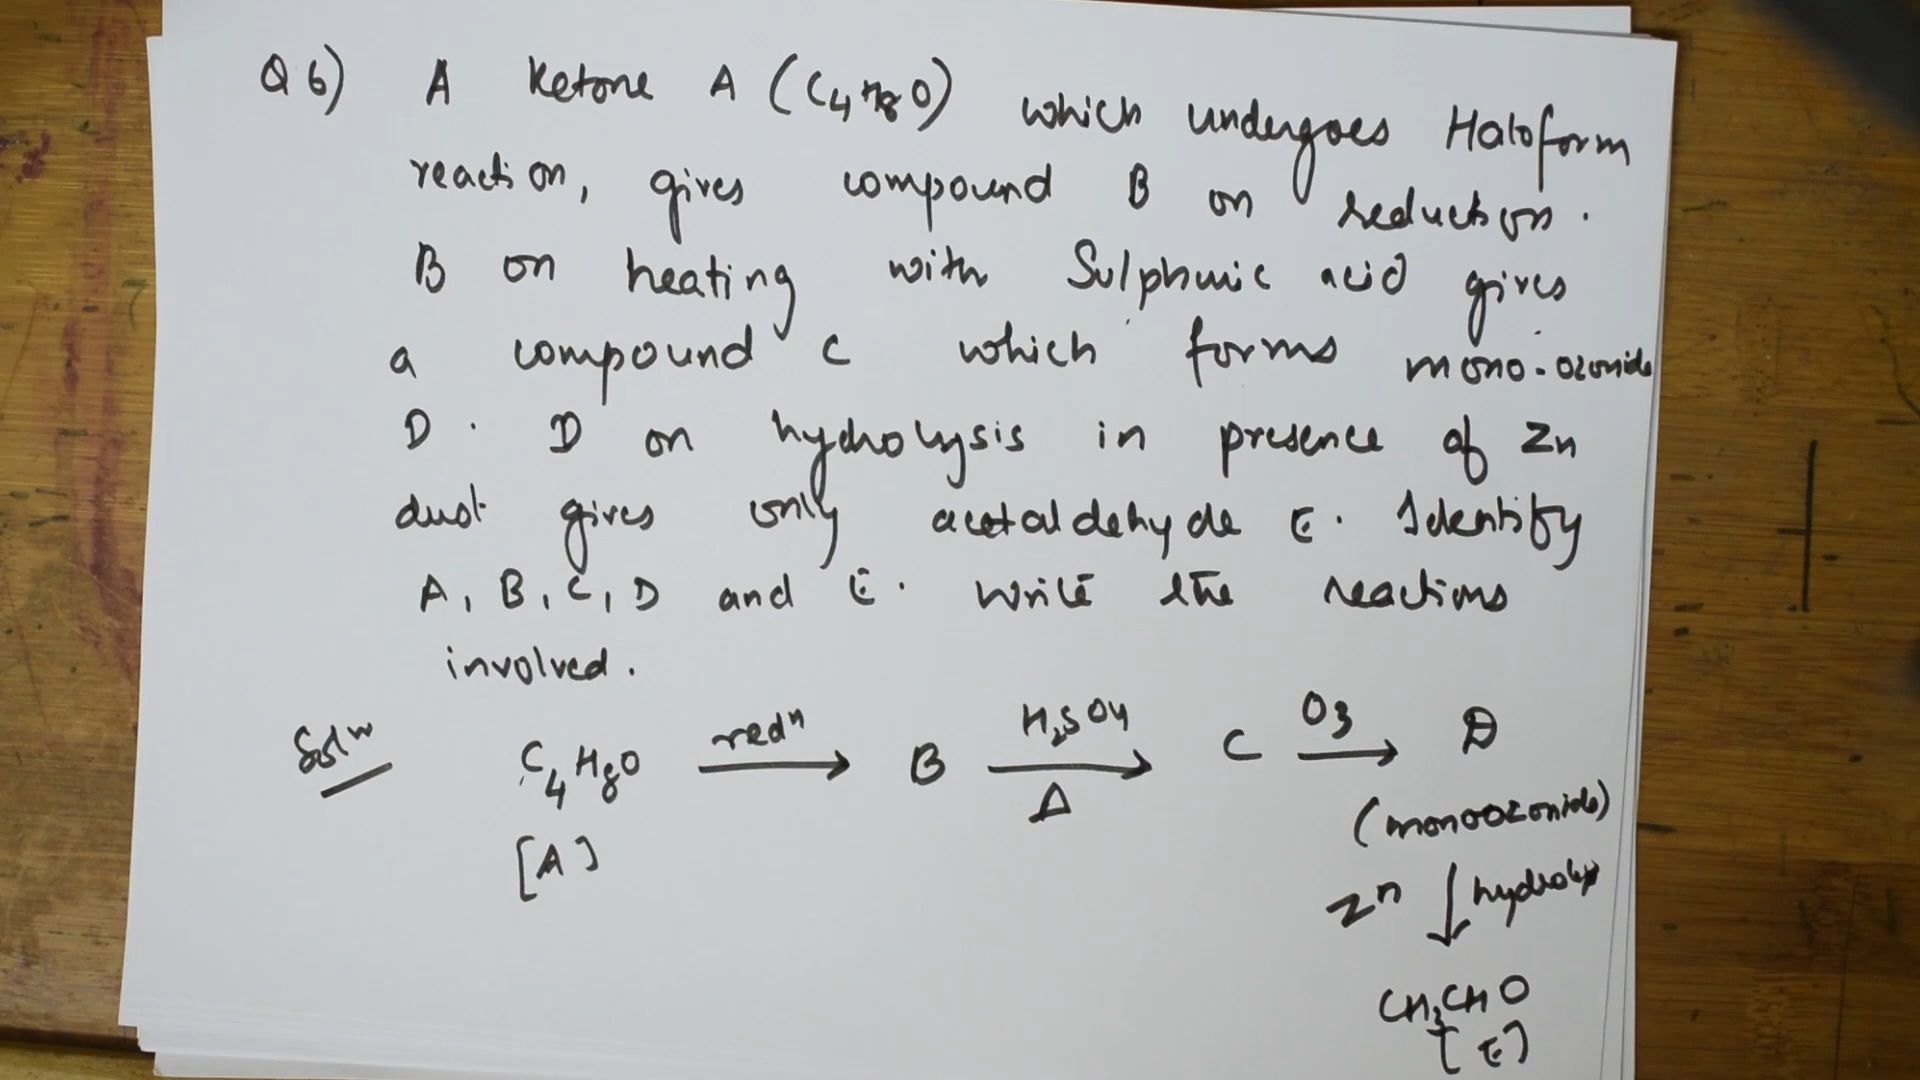 Q6) A Ketone A (C₄H₈O) which undergoes Haloform
reaction, gives compound B on reduction.
B on heating with Sulphuric acid gives
a compound C which forms mono-ozonide
D. D on hydrolysis in presence of Zn
dust gives only acetaldehyde E. Identify
A, B, C, D and E. Write the reactions
involved.
Solⁿ C₄H₈O redⁿ B H₂SO₄ Δ C O₃ D
[A] (monoozonide)
Zn
CH₃CHO
[E]